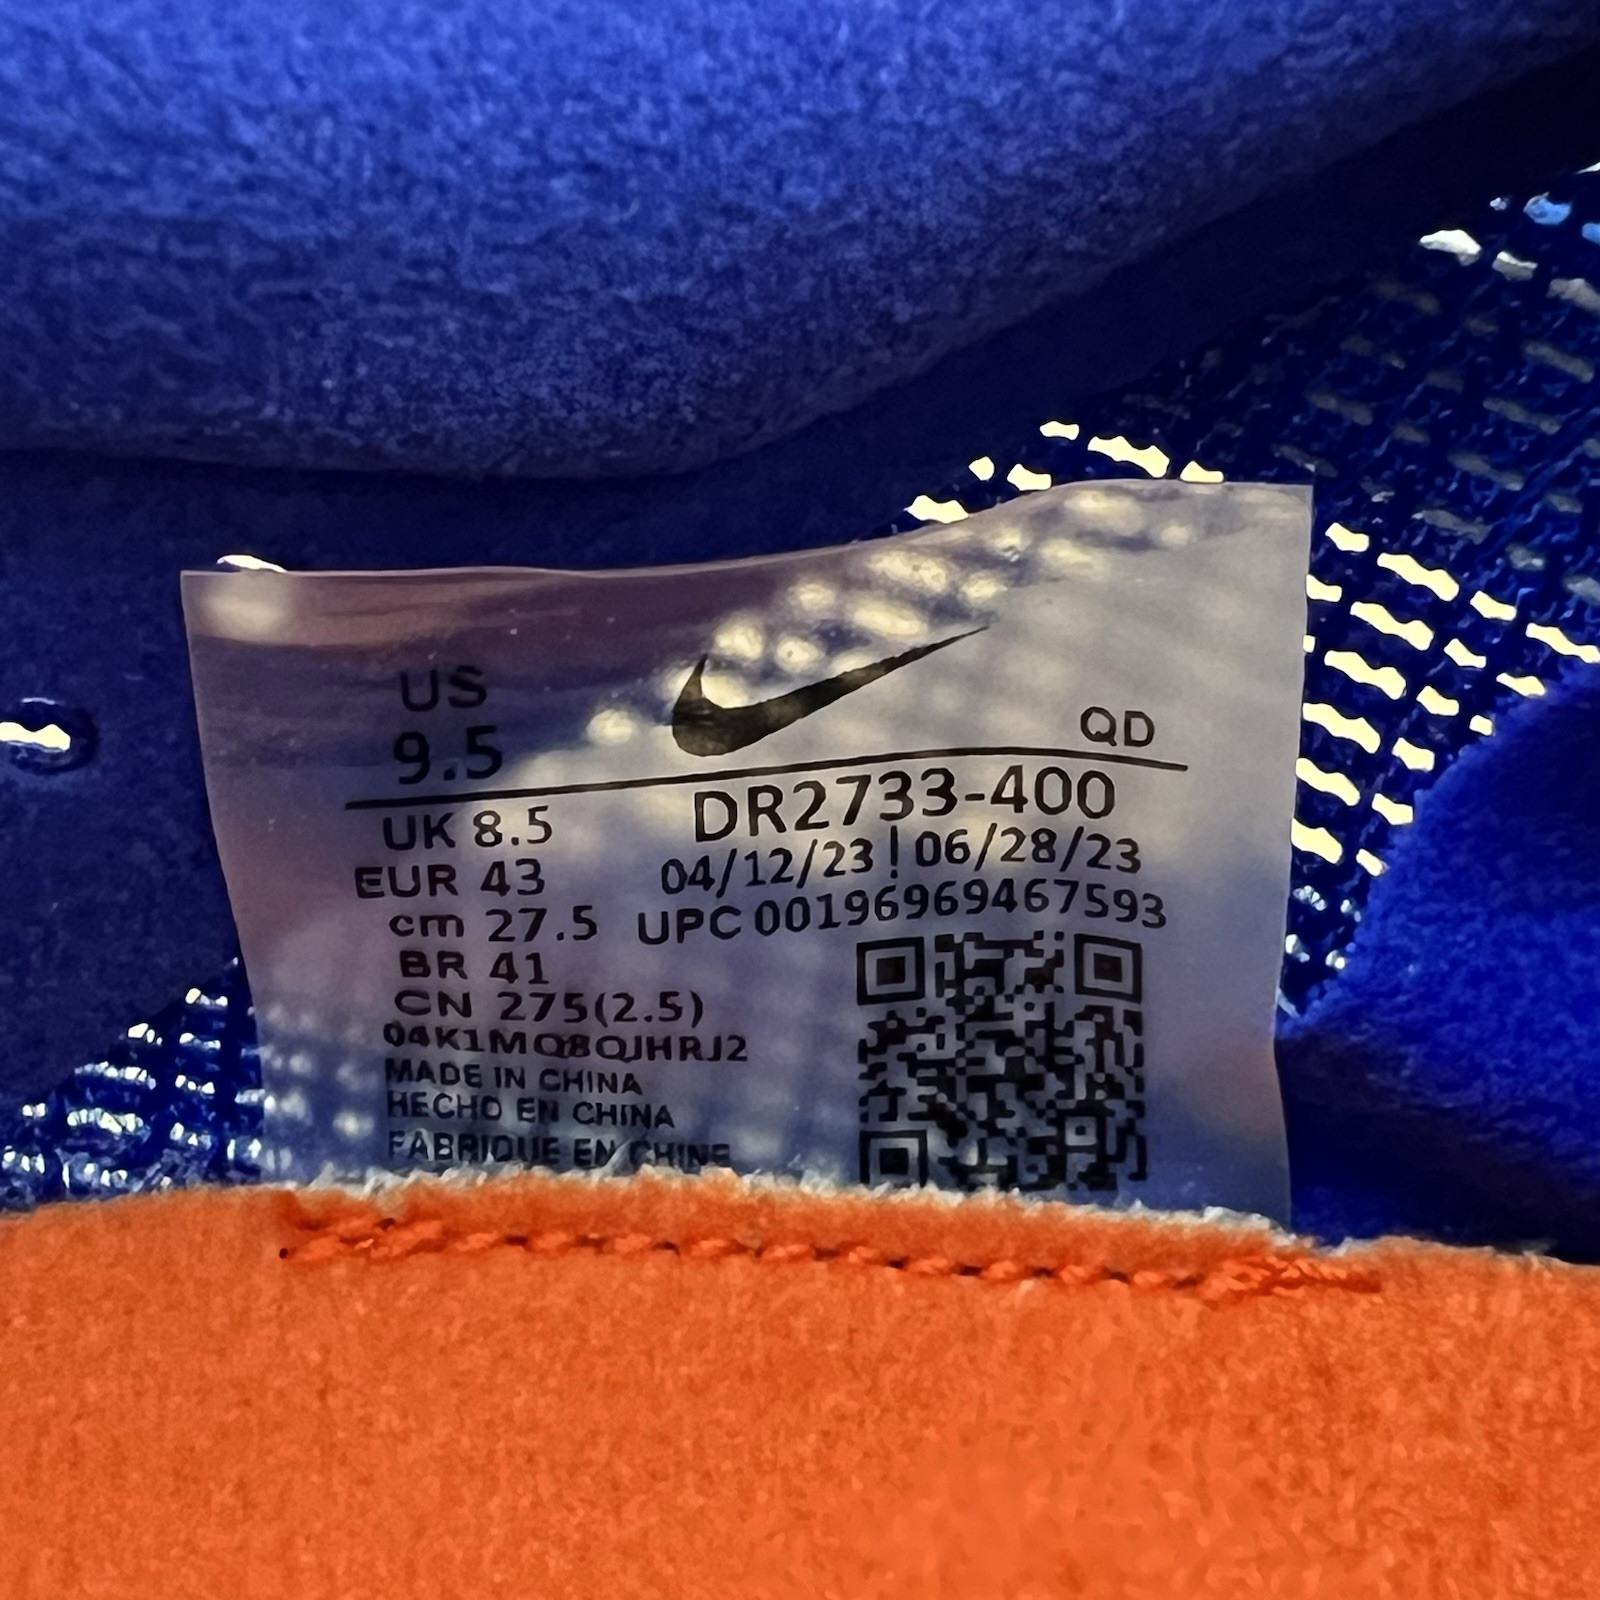 US
9.5
QD
UK 8.5
EUR 43
cm 27.5
BR 41
CN 275(2.5)
04K1MQ8QJHRJ2
MADE IN CHINA
HECHO EN CHINA
FABRIQUE EN CHINE
DR2733-400
04/12/23 | 06/28/23
UPC 00196969467593